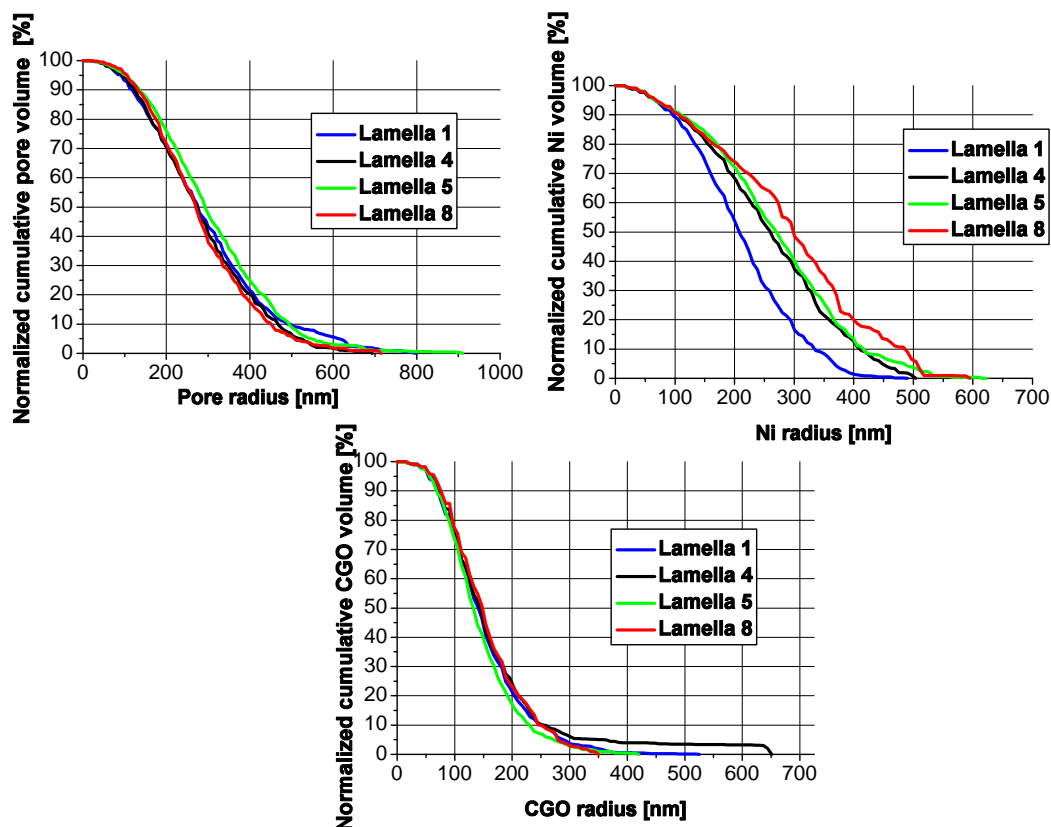 Normalized cumulative pore volume [%]
100
90
80
70
60
50
40
30
20
10
0
0 200 400 600 800 1000
Pore radius [nm]
Lamella 1
Lamella 4
Lamella 5
Lamella 8
Normalized cumulative Ni volume [%]
100
90
80
70
60
50
40
30
20
10
0
0 100 200 300 400 500 600 700
Ni radius [nm]
Lamella 1
Lamella 4
Lamella 5
Lamella 8
Normalized cumulative CGO volume [%]
100
90
80
70
60
50
40
30
20
10
0
0 100 200 300 400 500 600 700
CGO radius [nm]
Lamella 1
Lamella 4
Lamella 5
Lamella 8